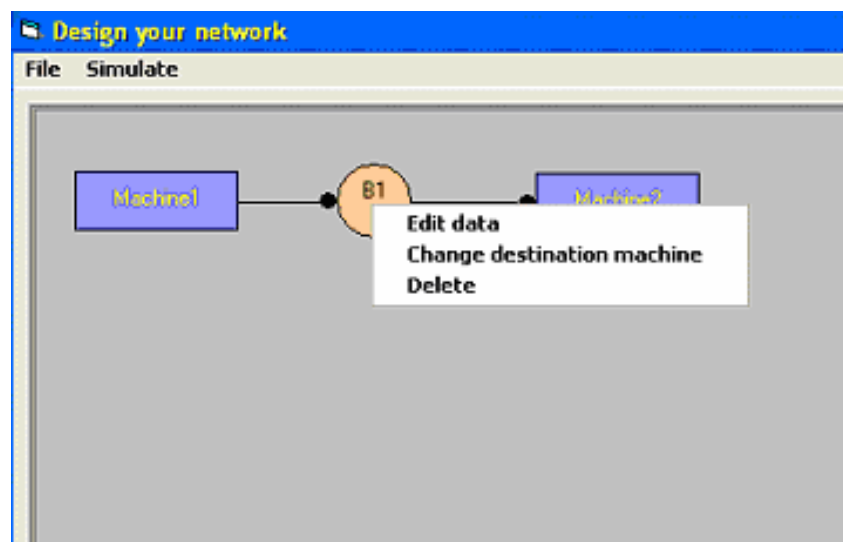 Design your network
File Simulate
Machine1
B1
Machine2
Edit data
Change destination machine
Delete